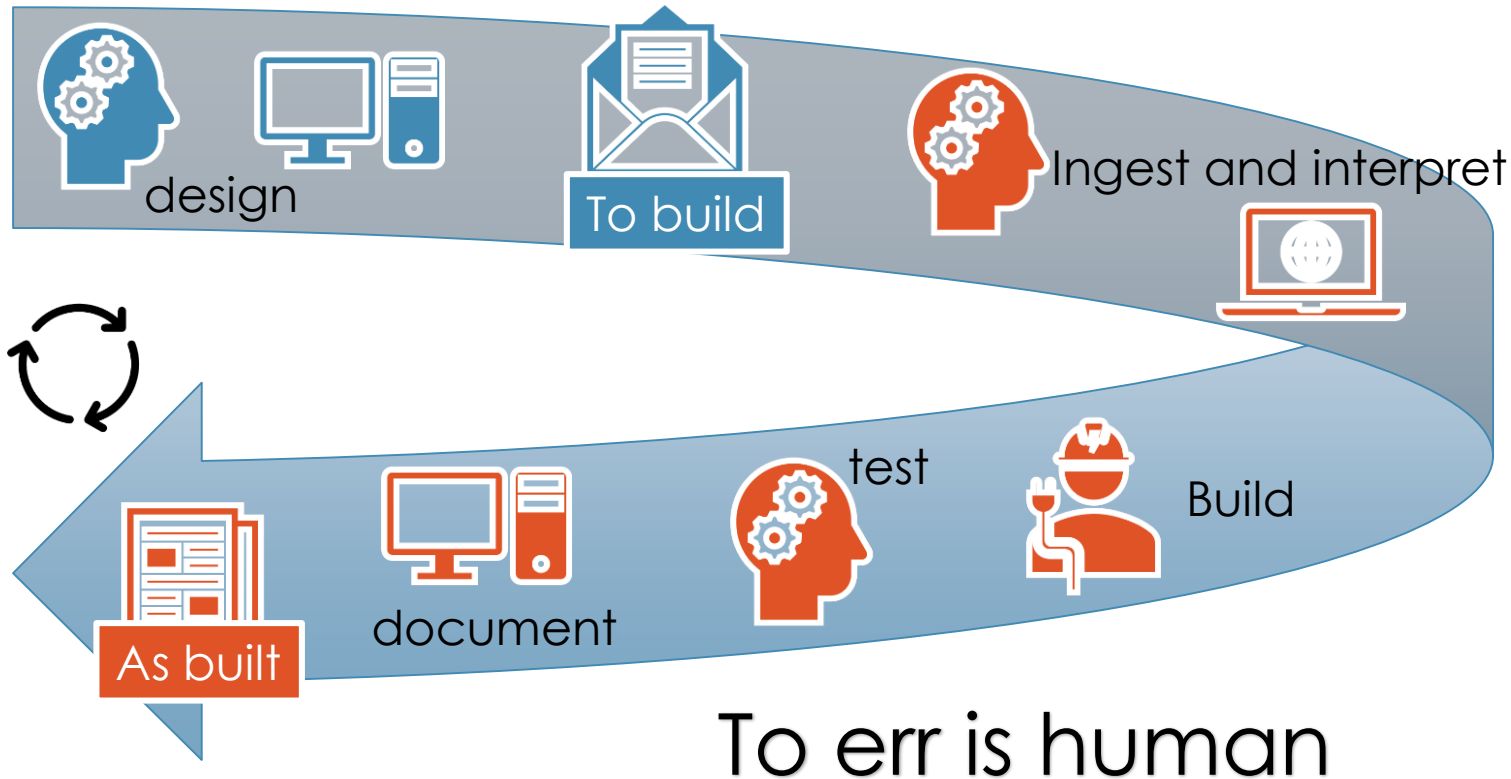 design
To build
Ingest and interpret
Build
test
document
As built
To err is human